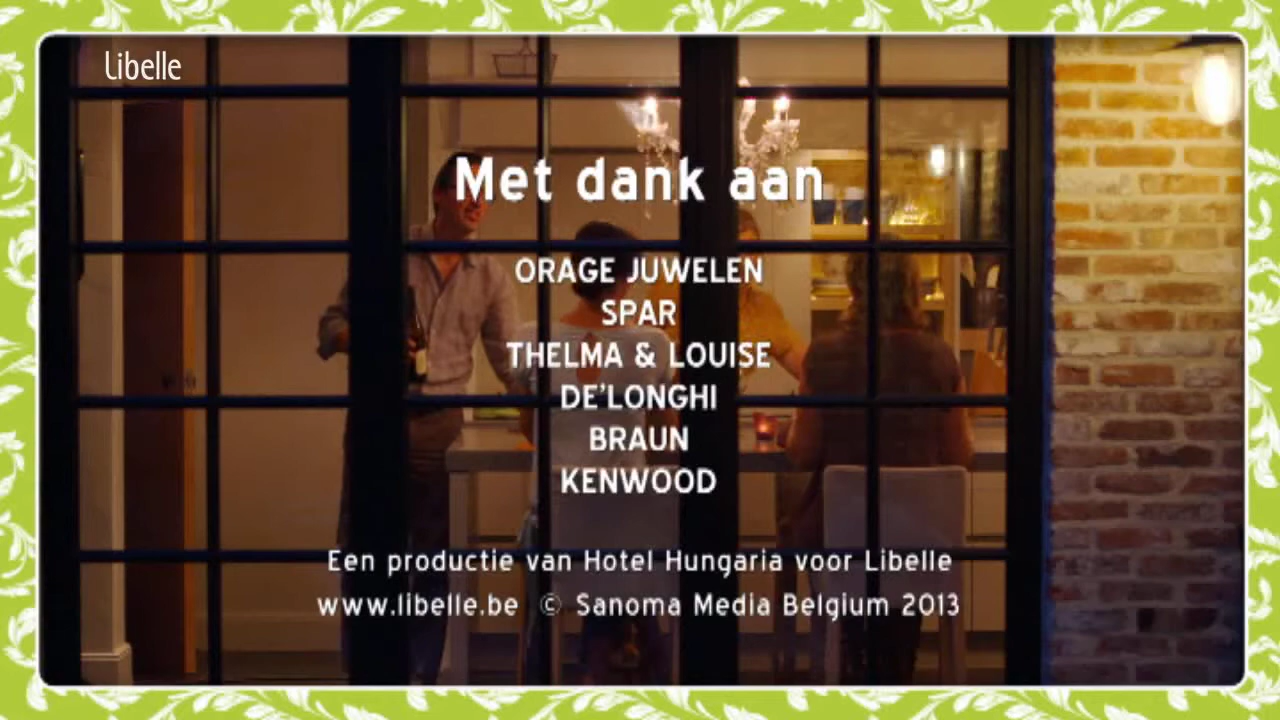 Libelle
Met dank aan
ORAGE JUWELEN
SPAR
THELMA & LOUISE
DE'LONGHI
BRAUN
KENWOOD
Een productie van Hotel Hungaria voor Libelle
www.libelle.be © Sanoma Media Belgium 2013